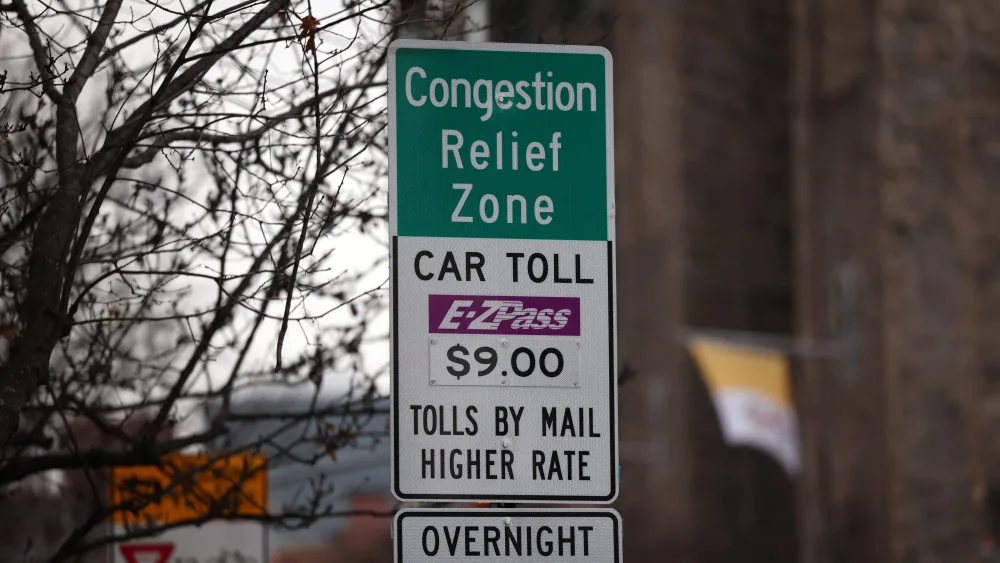 Congestion
Relief
Zone
CAR TOLL
E-ZPass
$9.00
TOLLS BY MAIL
HIGHER RATE
OVERNIGHT